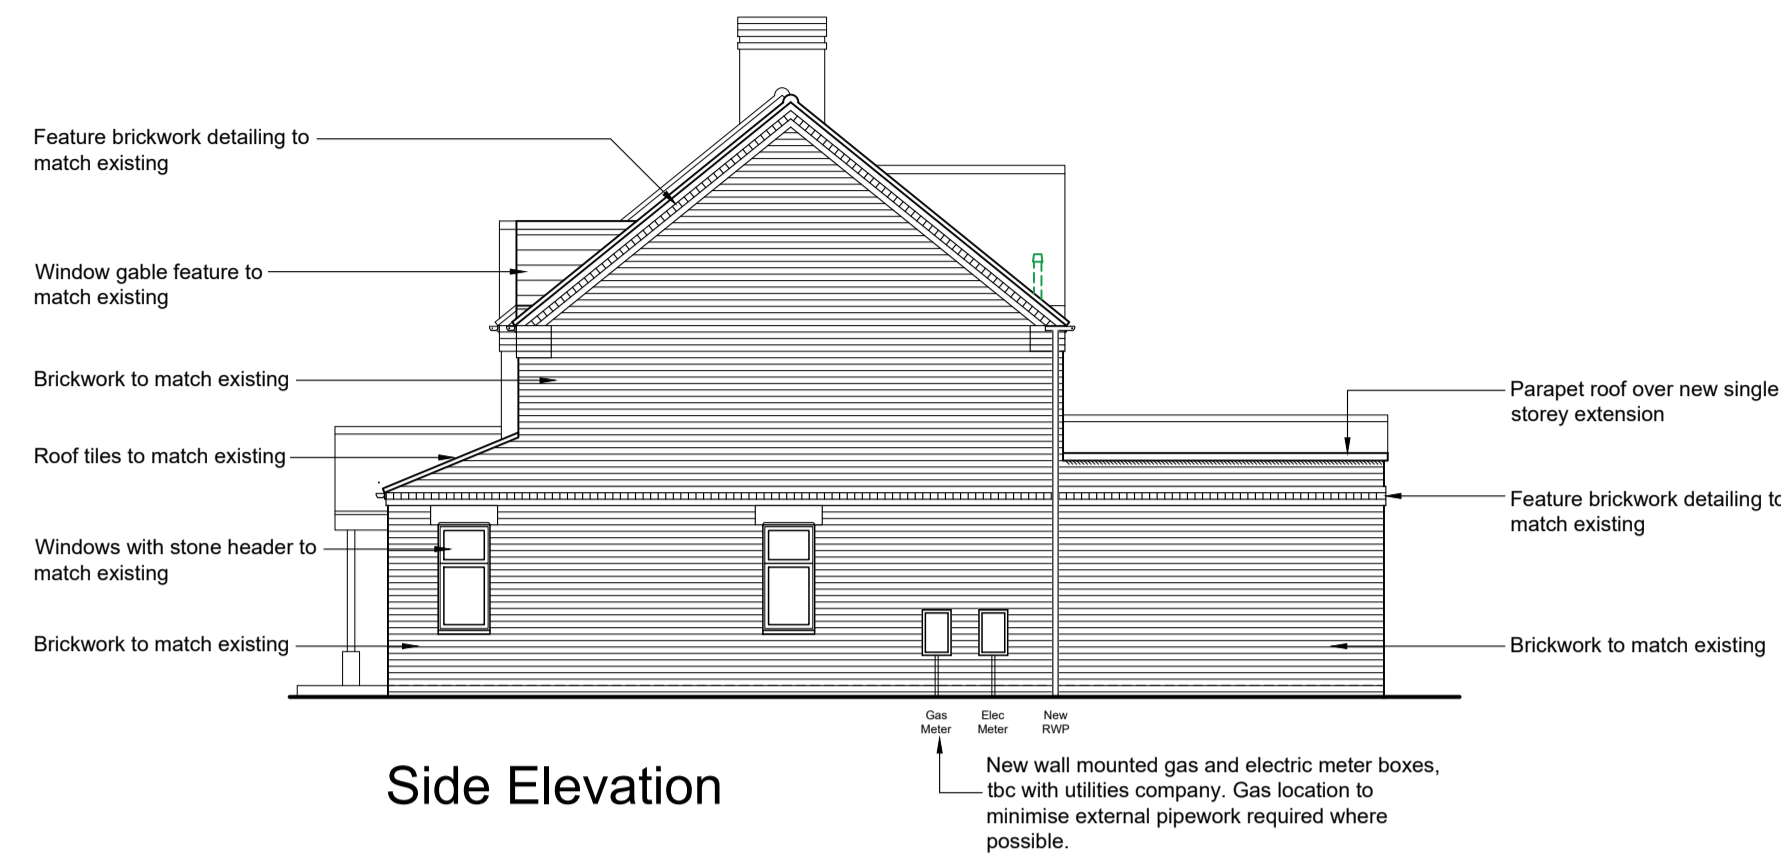 Feature brickwork detailing to
match existing
Window gable feature to
match existing
Brickwork to match existing
Roof tiles to match existing
Windows with stone header to
match existing
Brickwork to match existing
Parapet roof over new single
storey extension
Feature brickwork detailing to
match existing
Brickwork to match existing
Gas
Meter
Elec
Meter
New
RWP
New wall mounted gas and electric meter boxes,
tbc with utilities company. Gas location to
minimise external pipework required where
possible.
Side Elevation